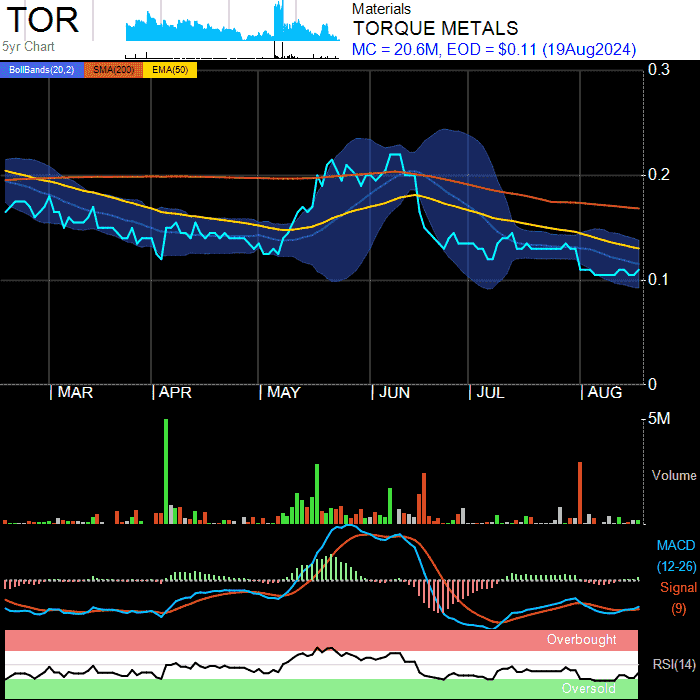 TOR
5yr Chart
Materials
TORQUE METALS
MC = 20.6M, EOD = $0.11 (19Aug2024)
BollBands(20,2) SMA(200) EMA(50)
0.3
0.2
0.1
0
MAR APR MAY JUN JUL AUG
5M
Volume
MACD
(12-26)
Signal
(9)
Overbought
RSI(14)
Oversold